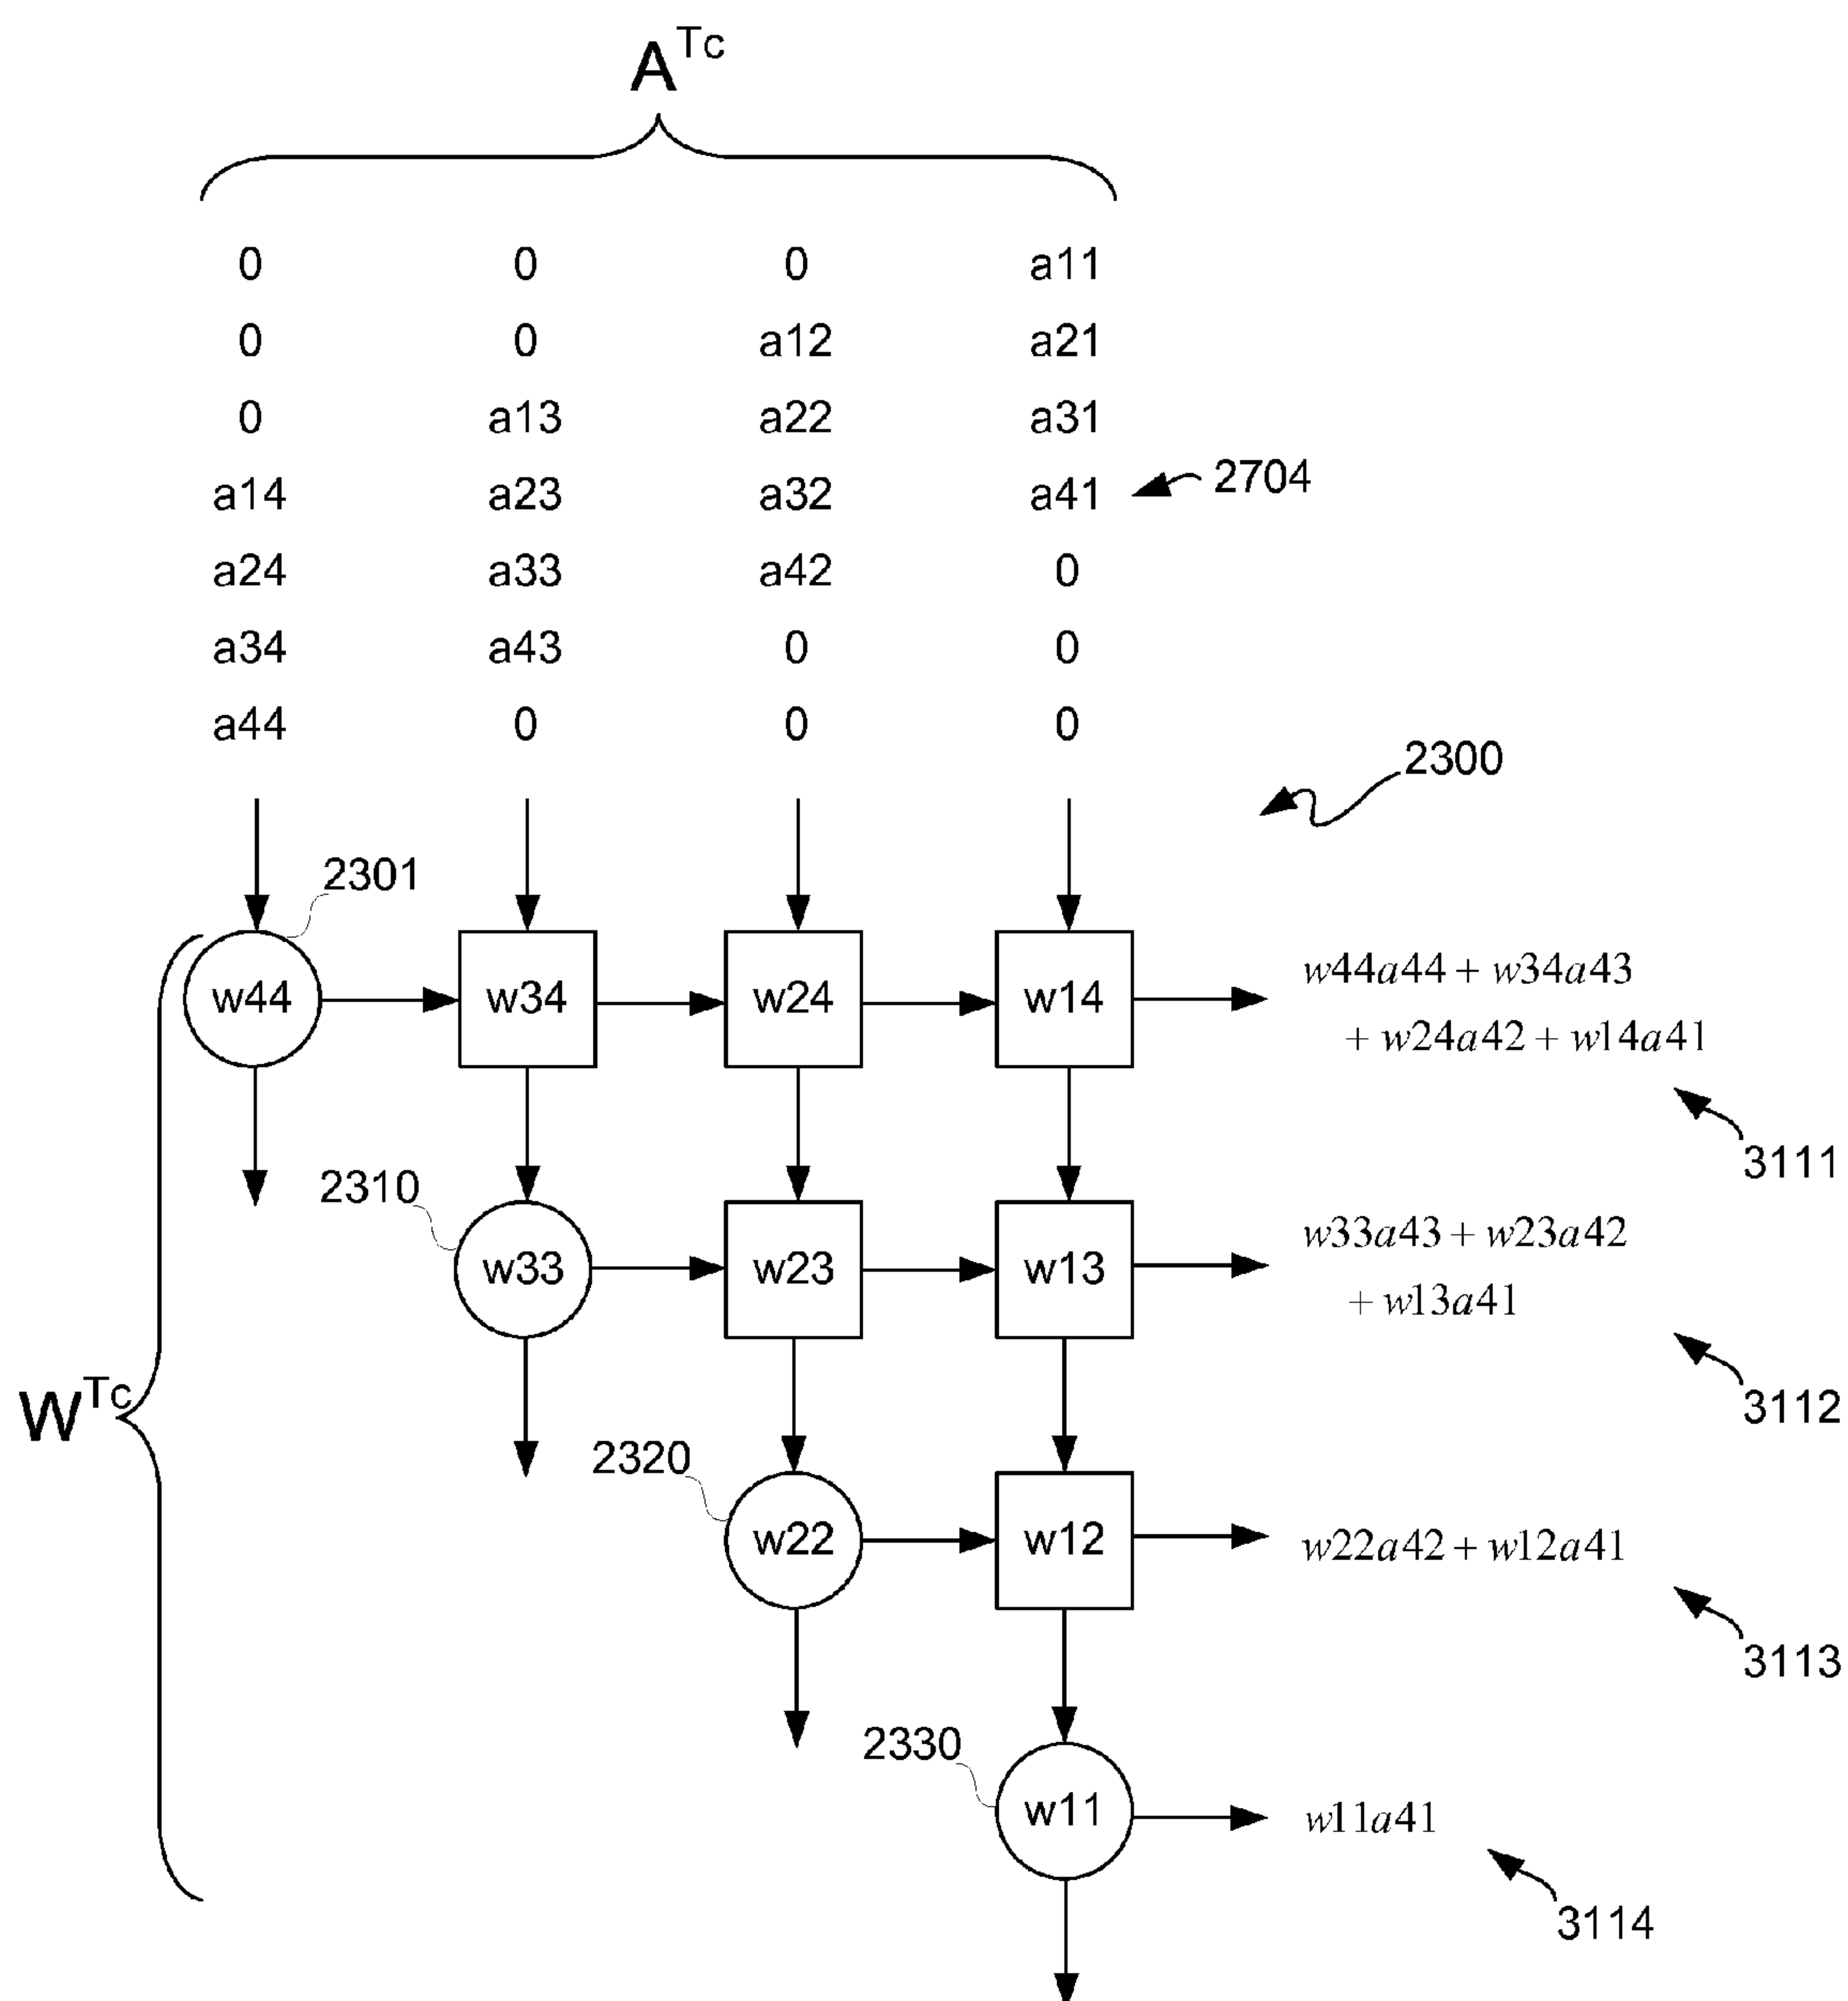 A^Tc
0 0 0 a11
0 0 a12 a21
0 a13 a22 a31
a14 a23 a32 a41 2704
a24 a33 a42 0
a34 a43 0 0
a44 0 0 0
2300
2301
w44 w34 w24 w14 w44a44 + w34a43
+ w24a42 + w14a41
3111
2310
w33 w23 w13 w33a43 + w23a42
+ w13a41
W^Tc
3112
2320
w22 w12 w22a42 + w12a41
3113
2330
w11 w11a41
3114